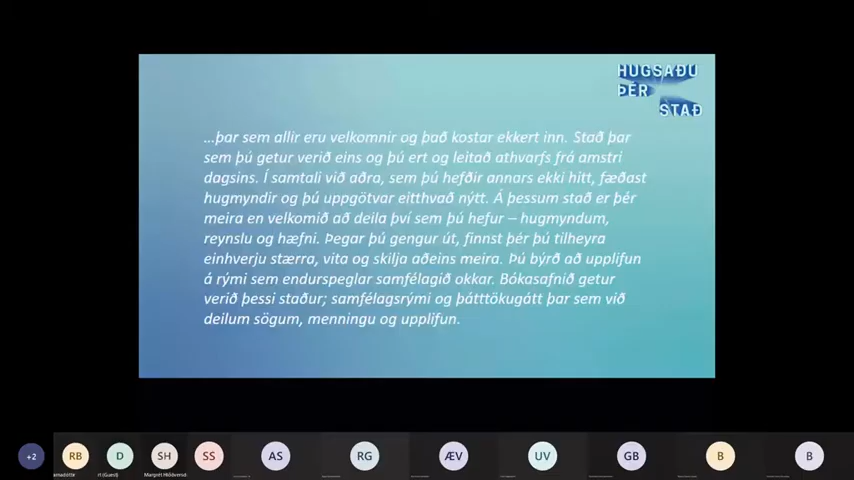 HUGSAÐU
ÞÉR
STAÐ
...þar sem allir eru velkomnir og það kostar ekkert inn. Stað þar
sem þú getur verið eins og þú ert og leitað athvarfs frá amstri
dagsins. Í samtali við aðra, sem þú hefðir annars ekki hitt, fæðast
hugmyndir og þú uppgötvar eitthvað nýtt. Á þessum stað er þér
meira en velkomið að deila því sem þú hefur – hugmyndum,
reynslu og hæfni. Þegar þú gengur út, finnst þér þú tilheyra
einhverju stærra, vita og skilja aðeins meira. Þú býrð að upplifun
á rými sem endurspeglar samfélagið okkar. Bókasafnið getur
verið þessi staður; samfélagsrými og þátttökugátt þar sem við
deilum sögum, menningu og upplifun.
+2 RB D SH SS AS RG ÆV UV GB B B